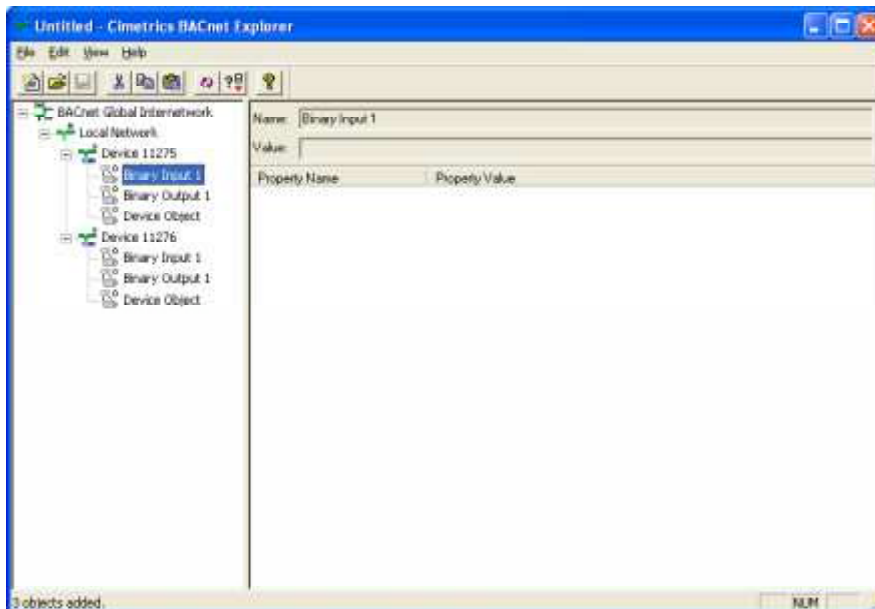 Untitled - Cimetrics BACnet Explorer
File Edit View Help
BACnet Global Internetwork
Local Network
Device 11275
Binary Input 1
Binary Output 1
Device Object
Device 11276
Binary Input 1
Binary Output 1
Device Object
Name: Binary Input 1
Value:
Property Name Property Value
3 objects added.
NUM